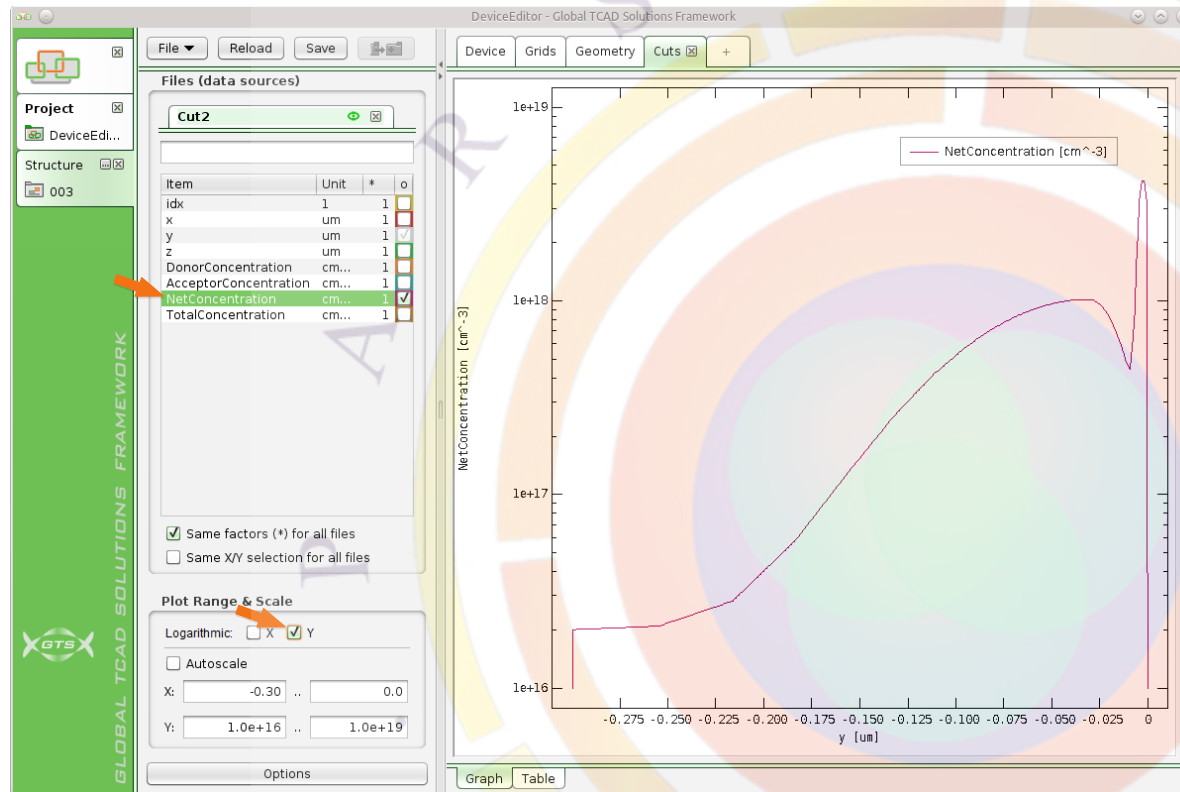 DeviceEditor - Global TCAD Solutions Framework
File Reload Save
Device Grids Geometry Cuts +
Project
DeviceEdi...
Structure
003
GLOBAL TCAD SOLUTIONS FRAMEWORK
GTS
Files (data sources)
Cut2
Item Unit * o
idx 1 1
x um 1
y um 1
z um 1
DonorConcentration cm... 1
AcceptorConcentration cm... 1
NetConcentration cm... 1
TotalConcentration cm... 1
Same factors (*) for all files
Same X/Y selection for all files
Plot Range & Scale
Logarithmic: X Y
Autoscale
X: -0.30 .. 0.0
Y: 1.0e+16 .. 1.0e+19
Options
NetConcentration [cm^-3]
1e+19
1e+18
1e+17
1e+16
NetConcentration [cm^-3]
-0.275 -0.250 -0.225 -0.200 -0.175 -0.150 -0.125 -0.100 -0.075 -0.050 -0.025 0
y [um]
Graph Table
P A R S